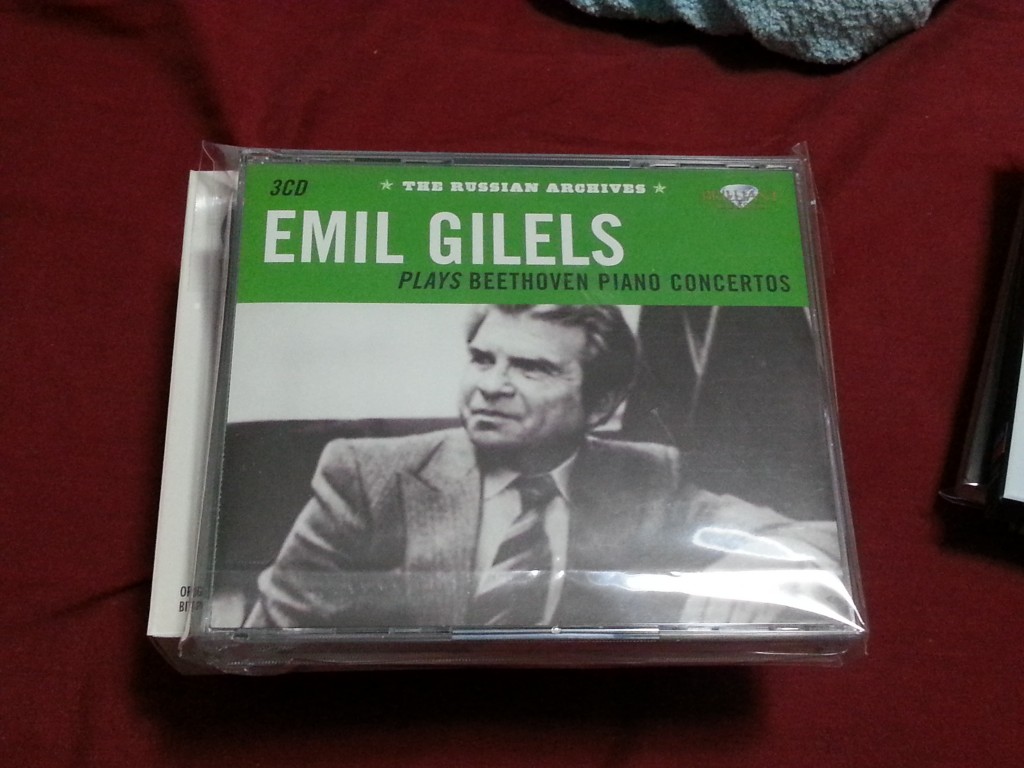 3CD
THE RUSSIAN ARCHIVES
EMIL GILELS
PLAYS BEETHOVEN PIANO CONCERTOS